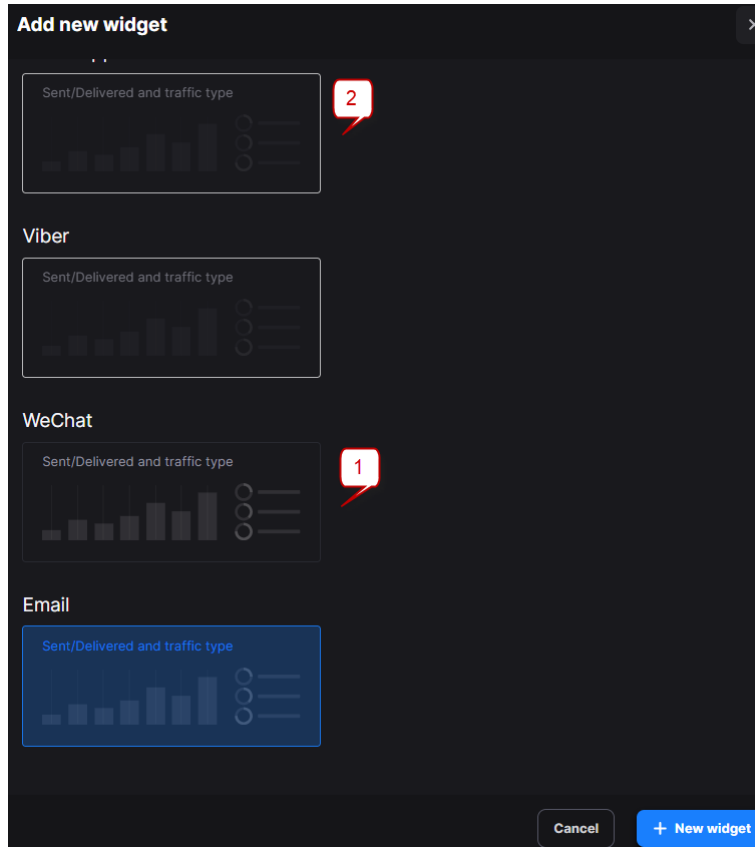 Add new widget
Sent/Delivered and traffic type
2
Viber
Sent/Delivered and traffic type
WeChat
Sent/Delivered and traffic type
1
Email
Sent/Delivered and traffic type
Cancel
+ New widget